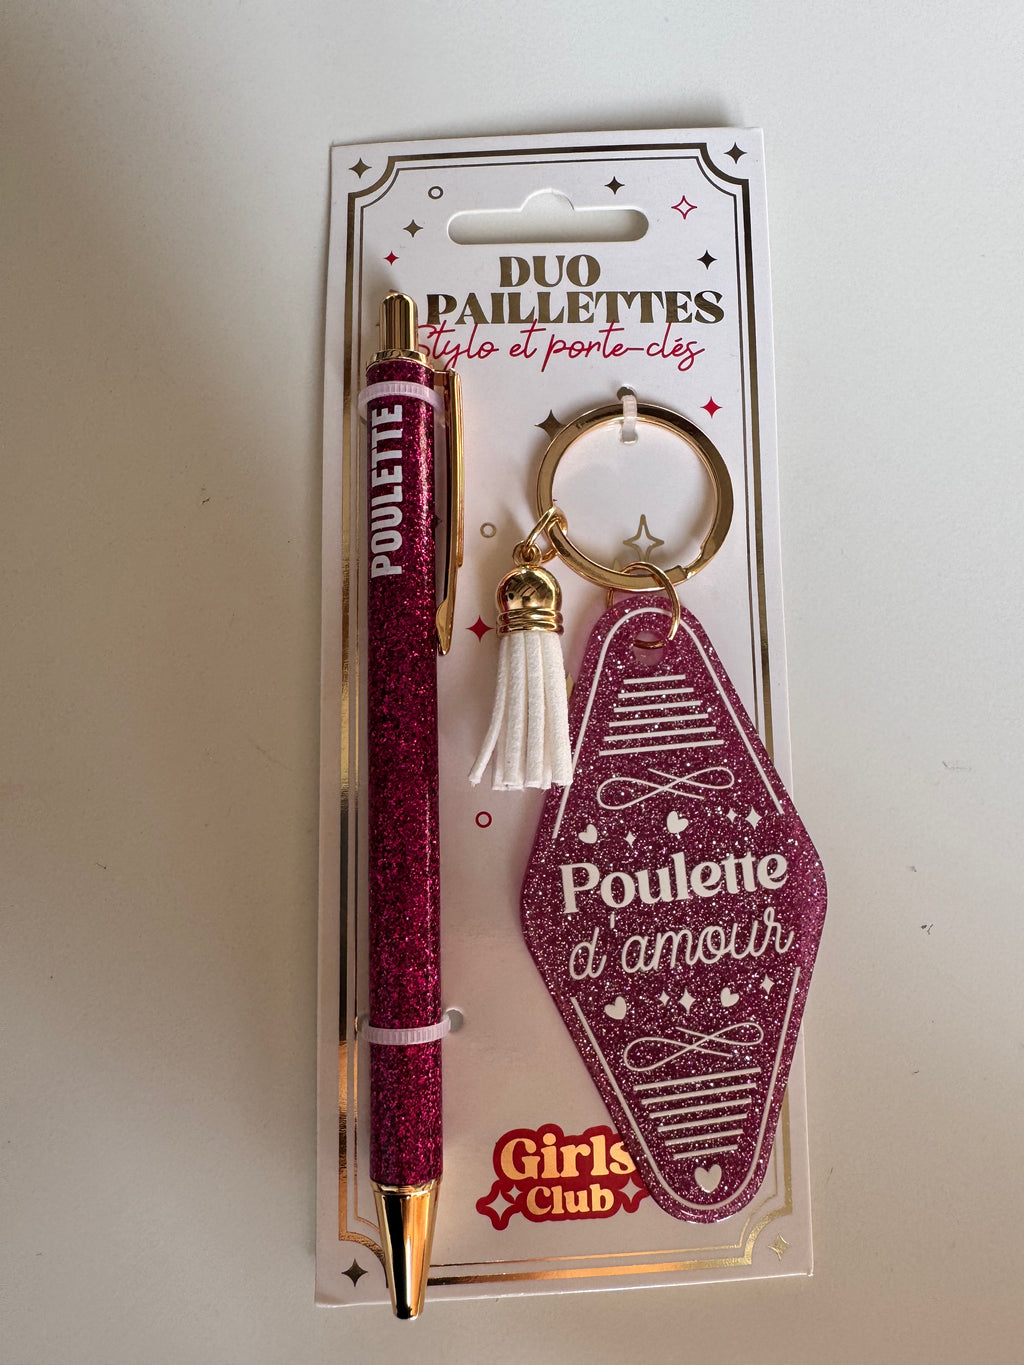 DUO
PAILLETTES
Stylo et porte-clés
POULETTE
Poulette
d'amour
Girls
Club